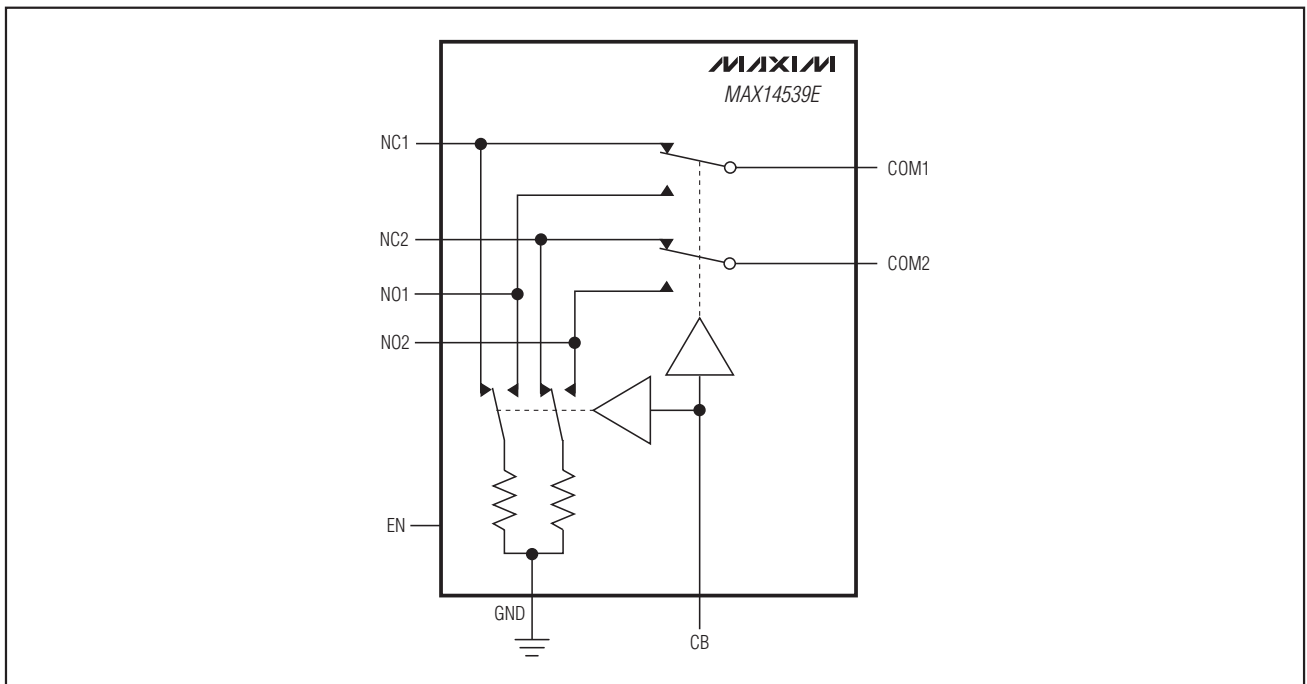 MAXIM
MAX14539E
NC1
COM1
NC2
COM2
NO1
NO2
EN
GND
CB